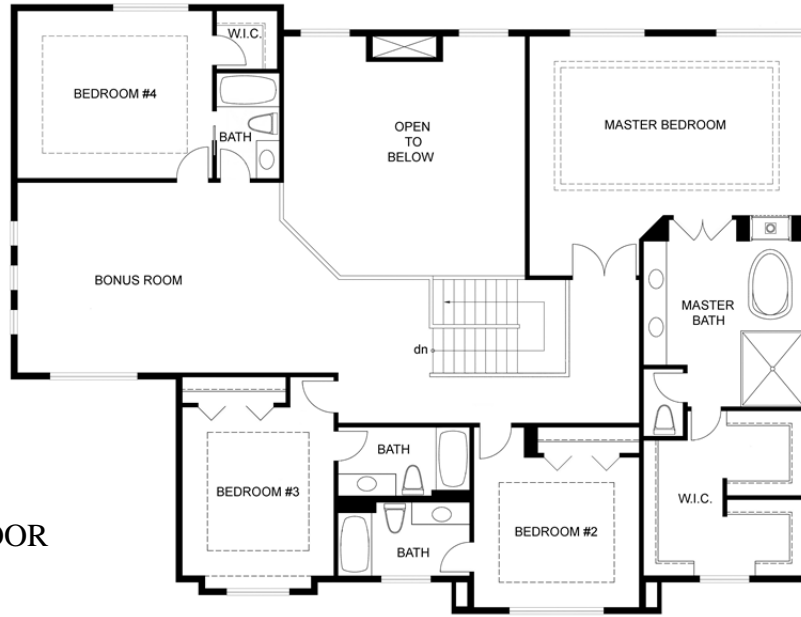 W.I.C.
BEDROOM #4
BATH
OPEN
TO
BELOW
MASTER BEDROOM
BONUS ROOM
MASTER
BATH
dn
BATH
BEDROOM #3
W.I.C.
BEDROOM #2
OOR
BATH